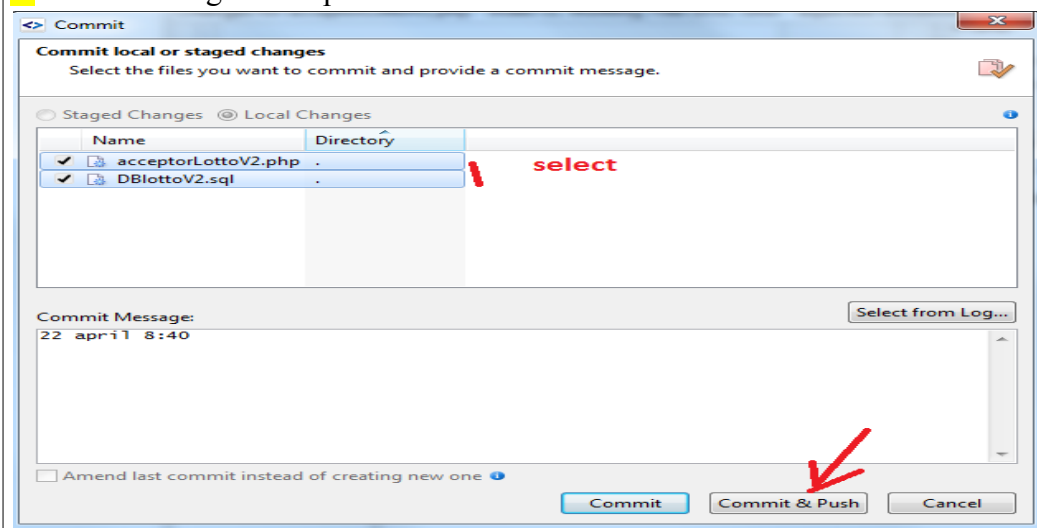 Commit
Commit local or staged changes
Select the files you want to commit and provide a commit message.
Staged Changes Local Changes
Name Directory
acceptorLottoV2.php .
select
DBlottoV2.sql .
Commit Message:
Select from Log...
22 april 8:40
Amend last commit instead of creating new one
Commit Commit & Push Cancel